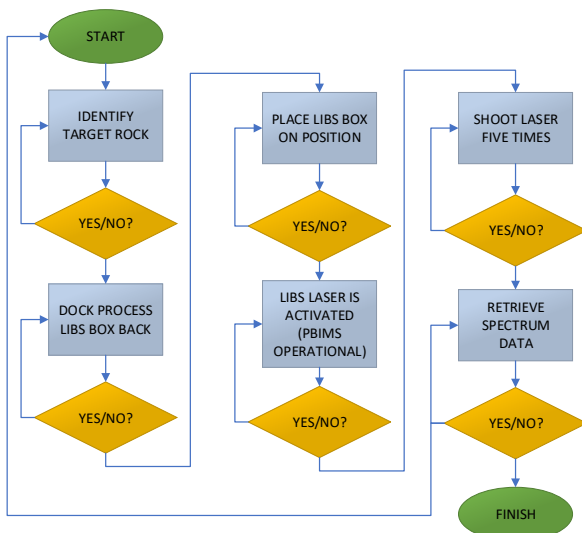 START
IDENTIFY
TARGET ROCK
YES/NO?
DOCK PROCESS
LIBS BOX BACK
YES/NO?
PLACE LIBS BOX
ON POSITION
YES/NO?
LIBS LASER IS
ACTIVATED
(PBIMS
OPERATIONAL)
YES/NO?
SHOOT LASER
FIVE TIMES
YES/NO?
RETRIEVE
SPECTRUM
DATA
YES/NO?
FINISH